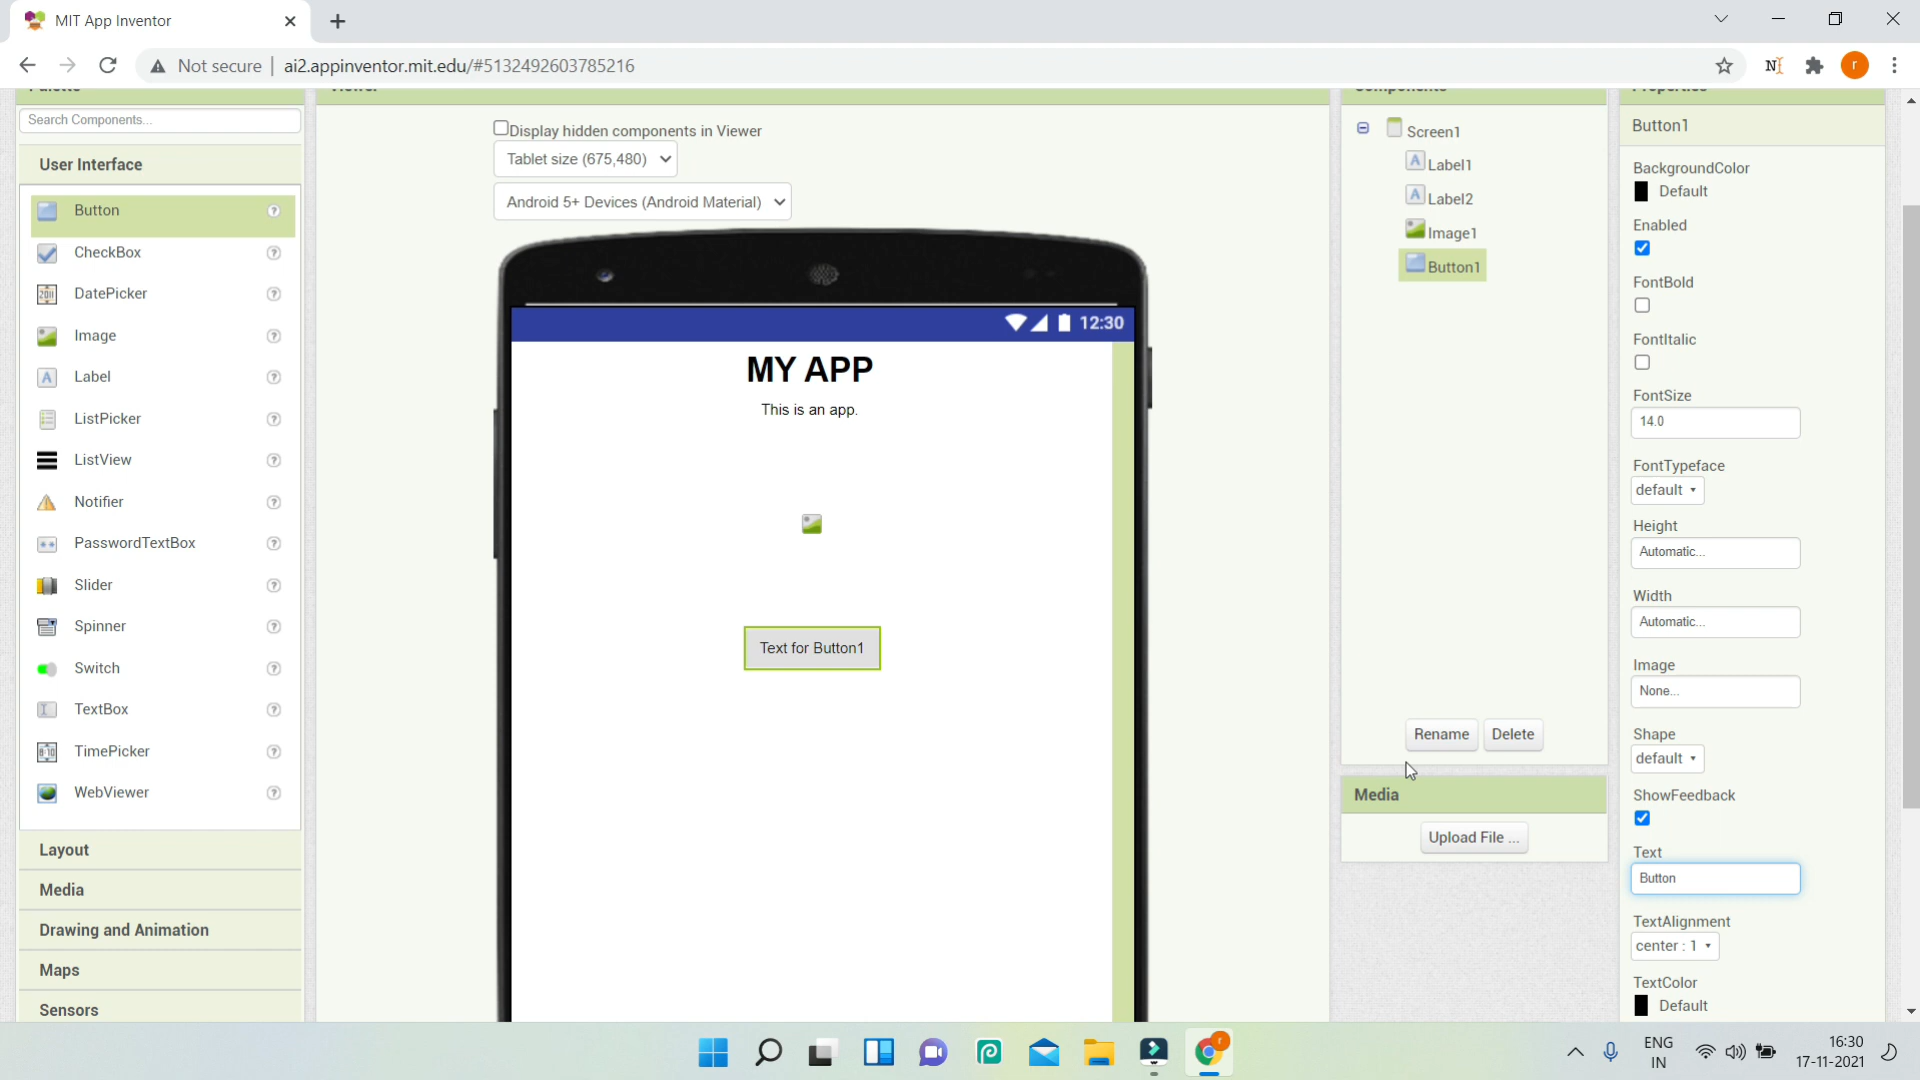 MIT App Inventor
Not secure
ai2.appinventor.mit.edu/#5132492603785216
Palette
Search Components...
User Interface
Button
CheckBox
DatePicker
Image
Label
ListPicker
ListView
Notifier
PasswordTextBox
Slider
Spinner
Switch
TextBox
TimePicker
WebViewer
Layout
Media
Drawing and Animation
Maps
Sensors
Viewer
Display hidden components in Viewer
Tablet size (675,480)
Android 5+ Devices (Android Material)
12:30
MY APP
This is an app.
Text for Button1
Components
Screen1
Label1
Label2
Image1
Button1
Rename Delete
Media
Upload File ...
Properties
Button1
BackgroundColor
Default
Enabled
FontBold
FontItalic
FontSize
14.0
FontTypeface
default
Height
Automatic...
Width
Automatic...
Image
None...
Shape
default
ShowFeedback
Text
Button
TextAlignment
center : 1
TextColor
Default
ENG
IN
16:30
17-11-2021